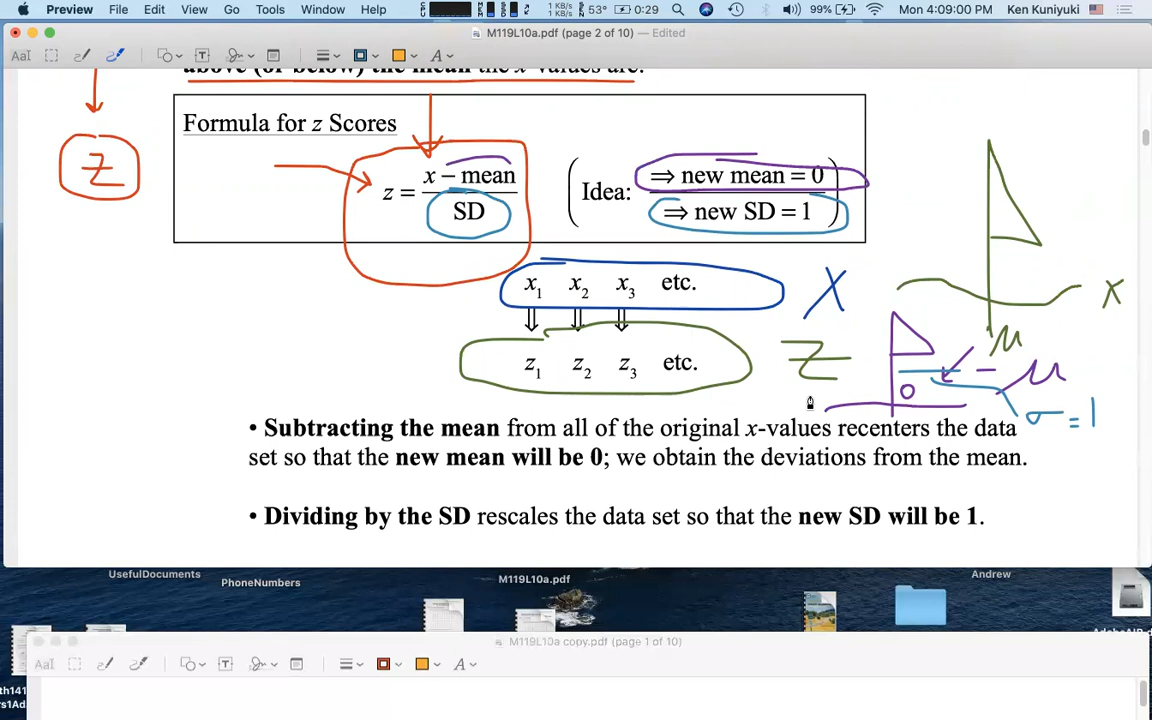 Preview File Edit View Go Tools Window Help 1 KB/s 2 KB/s 53° 0:29 99% Mon 4:09:00 PM Ken Kuniyuki
M119L10a.pdf (page 2 of 10) — Edited
above (or below) the mean the x-values are.
Formula for z Scores
z = x − mean / SD
(Idea: ⇒ new mean = 0
⇒ new SD = 1)
z
x₁ x₂ x₃ etc.
X
⇓ ⇓ ⇓
z₁ z₂ z₃ etc.
Z
X
μ
− μ
0
σ = 1
• Subtracting the mean from all of the original x-values recenters the data
set so that the new mean will be 0; we obtain the deviations from the mean.
• Dividing by the SD rescales the data set so that the new SD will be 1.
UsefulDocuments
PhoneNumbers
M119L10a.pdf
Andrew
M119L10a copy.pdf (page 1 of 10)